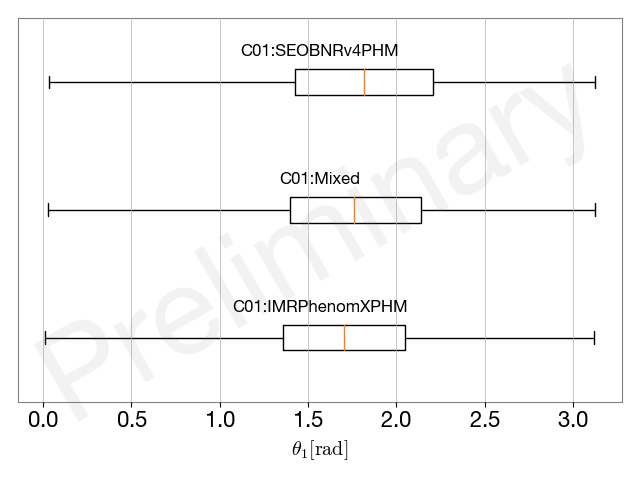 C01:SEOBNRv4PHM
C01:Mixed
C01:IMRPhenomXPHM
Preliminary
0.0 0.5 1.0 1.5 2.0 2.5 3.0
θ₁[rad]